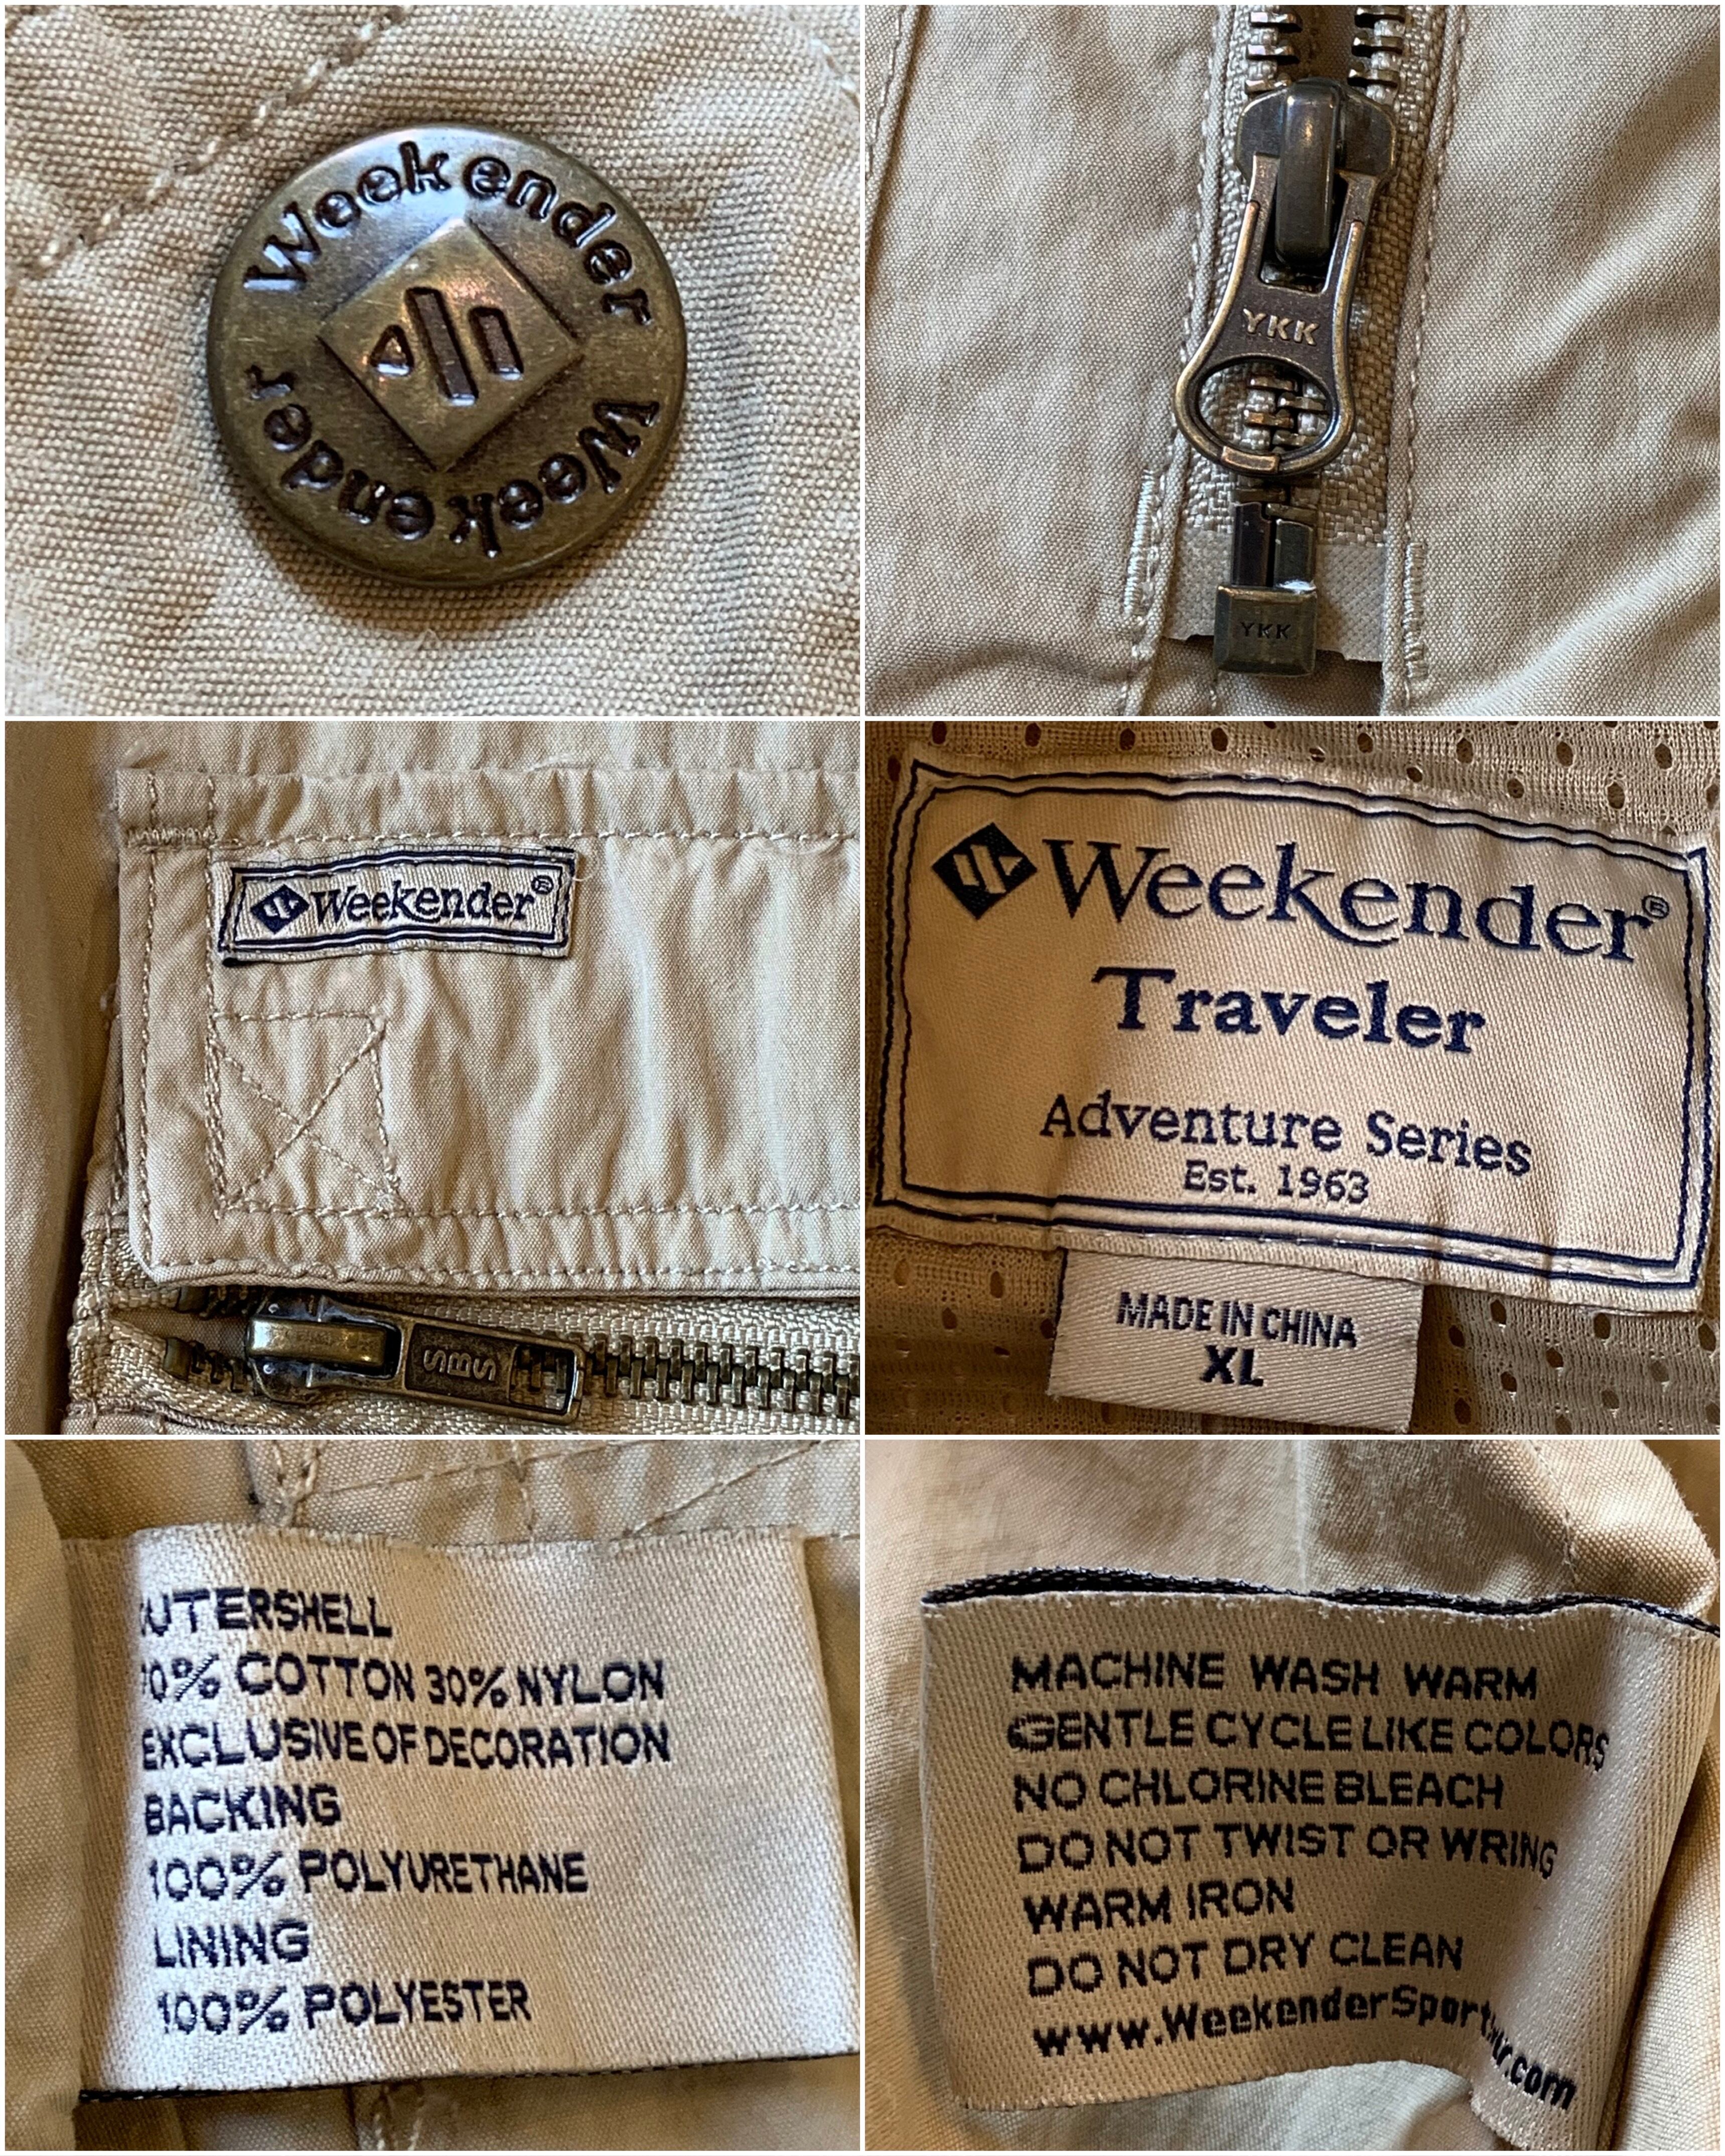 Weekender
Weekender
YKK
YKK
Weekender®
SBS
Weekender®
Traveler
Adventure Series
Est. 1963
MADE IN CHINA
XL
UTERSHELL
0% COTTON 30% NYLON
EXCLUSIVE OF DECORATION
BACKING
100% POLYURETHANE
LINING
100% POLYESTER
MACHINE WASH WARM
GENTLE CYCLE LIKE COLORS
NO CHLORINE BLEACH
DO NOT TWIST OR WRING
WARM IRON
DO NOT DRY CLEAN